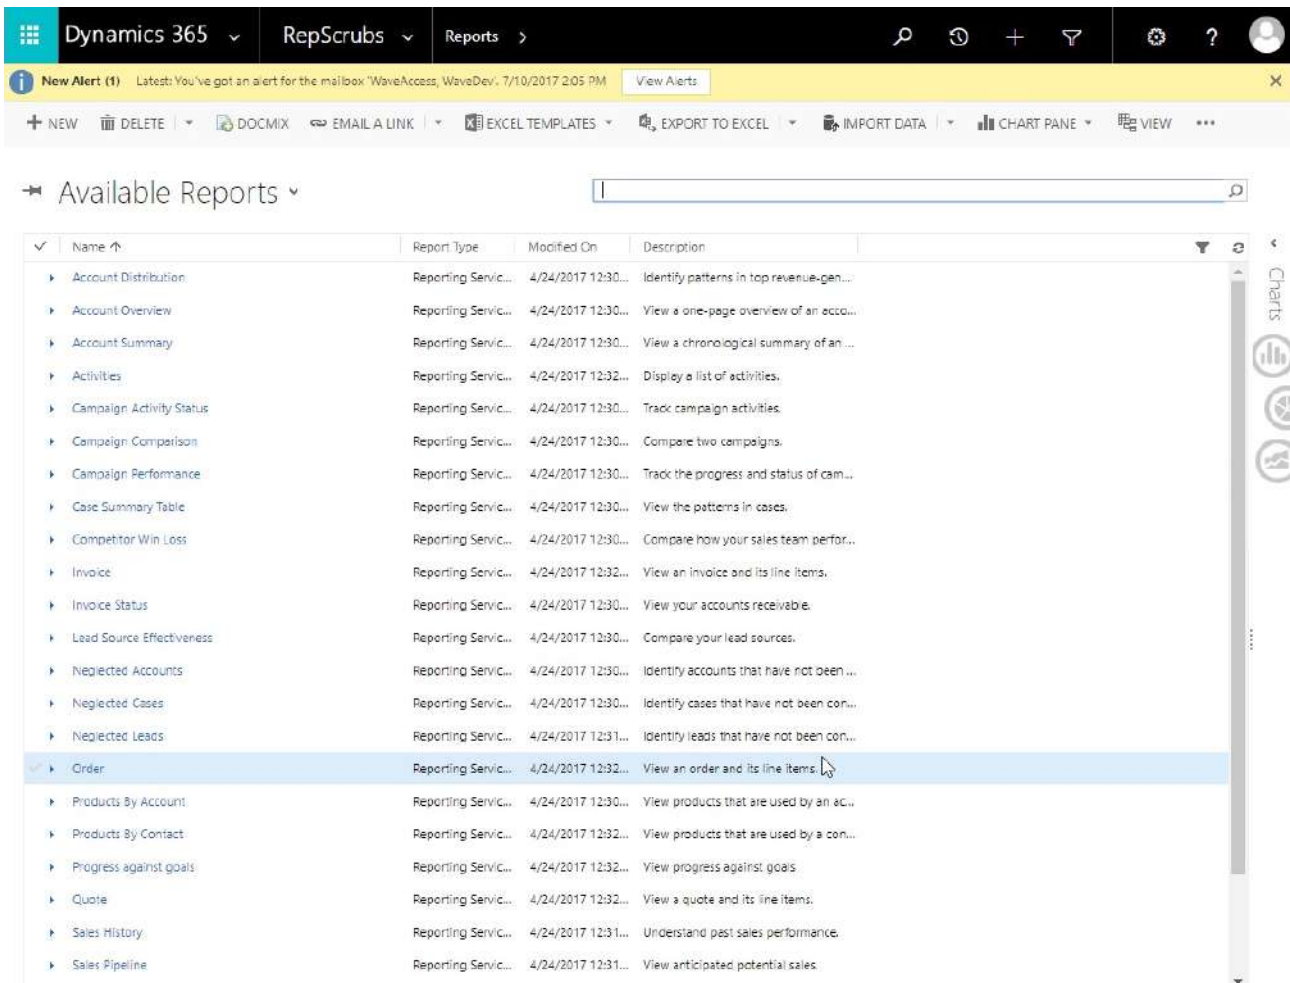 Dynamics 365 RepScrubs Reports ?
New Alert (1) Latest: You've got an alert for the mailbox 'WaveAccess, WaveDev'. 7/10/2017 2:05 PM View Alerts
NEW DELETE DOCMIX EMAIL A LINK EXCEL TEMPLATES EXPORT TO EXCEL IMPORT DATA CHART PANE VIEW
Available Reports
Name Report Type Modified On Description
Charts
Account Distribution Reporting Servic... 4/24/2017 12:30... Identify patterns in top revenue-gen...
Account Overview Reporting Servic... 4/24/2017 12:30... View a one-page overview of an acco...
Account Summary Reporting Servic... 4/24/2017 12:30... View a chronological summary of an ...
Activities Reporting Servic... 4/24/2017 12:32... Display a list of activities.
Campaign Activity Status Reporting Servic... 4/24/2017 12:30... Track campaign activities.
Campaign Comparison Reporting Servic... 4/24/2017 12:30... Compare two campaigns.
Campaign Performance Reporting Servic... 4/24/2017 12:30... Track the progress and status of cam...
Case Summary Table Reporting Servic... 4/24/2017 12:30... View the patterns in cases.
Competitor Win Loss Reporting Servic... 4/24/2017 12:30... Compare how your sales team perfor...
Invoice Reporting Servic... 4/24/2017 12:32... View an invoice and its line items.
Invoice Status Reporting Servic... 4/24/2017 12:30... View your accounts receivable.
Lead Source Effectiveness Reporting Servic... 4/24/2017 12:30... Compare your lead sources.
Neglected Accounts Reporting Servic... 4/24/2017 12:30... Identify accounts that have not been ...
Neglected Cases Reporting Servic... 4/24/2017 12:30... Identify cases that have not been con...
Neglected Leads Reporting Servic... 4/24/2017 12:31... Identify leads that have not been con...
Order Reporting Servic... 4/24/2017 12:32... View an order and its line items.
Products By Account Reporting Servic... 4/24/2017 12:30... View products that are used by an ac...
Products By Contact Reporting Servic... 4/24/2017 12:32... View products that are used by a con...
Progress against goals Reporting Servic... 4/24/2017 12:32... View progress against goals
Quote Reporting Servic... 4/24/2017 12:32... View a quote and its line items.
Sales History Reporting Servic... 4/24/2017 12:31... Understand past sales performance.
Sales Pipeline Reporting Servic... 4/24/2017 12:31... View anticipated potential sales.